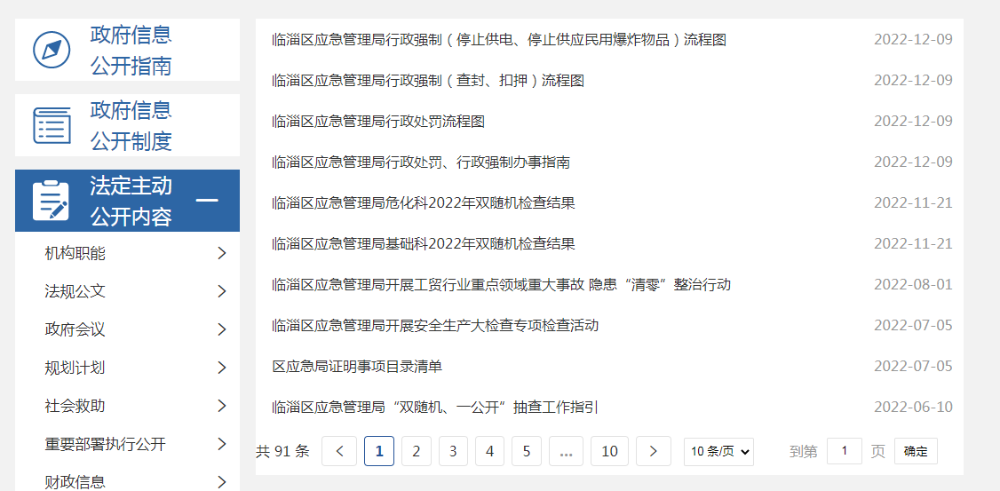 政府信息
公开指南
政府信息
公开制度
法定主动
公开内容
机构职能
法规公文
政府会议
规划计划
社会救助
重要部署执行公开
财政信息
临淄区应急管理局行政强制（停止供电、停止供应民用爆炸物品）流程图 2022-12-09
临淄区应急管理局行政强制（查封、扣押）流程图 2022-12-09
临淄区应急管理局行政处罚流程图 2022-12-09
临淄区应急管理局行政处罚、行政强制办事指南 2022-12-09
临淄区应急管理局危化科2022年双随机检查结果 2022-11-21
临淄区应急管理局基础科2022年双随机检查结果 2022-11-21
临淄区应急管理局开展工贸行业重点领域重大事故 隐患“清零”整治行动 2022-08-01
临淄区应急管理局开展安全生产大检查专项检查活动 2022-07-05
区应急局证明事项目录清单 2022-07-05
临淄区应急管理局“双随机、一公开”抽查工作指引 2022-06-10
共 91 条 < 1 2 3 4 5 ... 10 > 10 条/页 到第 1 页 确定